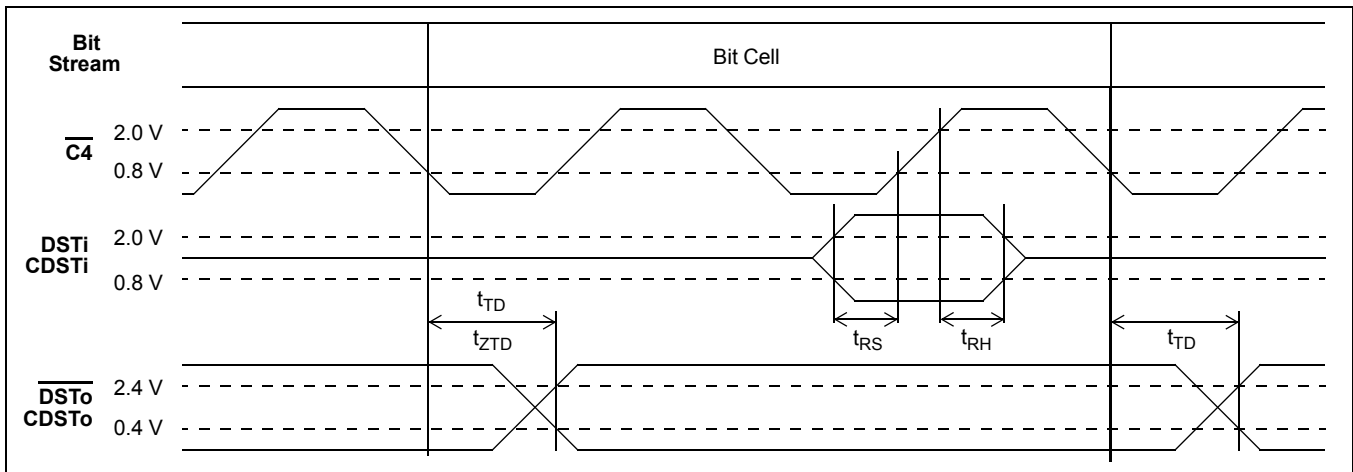 Bit
Stream
Bit Cell
C4
2.0 V
0.8 V
DSTi
CDSTi
2.0 V
0.8 V
tTD
tZTD
tRS
tRH
tTD
DSTo
CDSTo
2.4 V
0.4 V